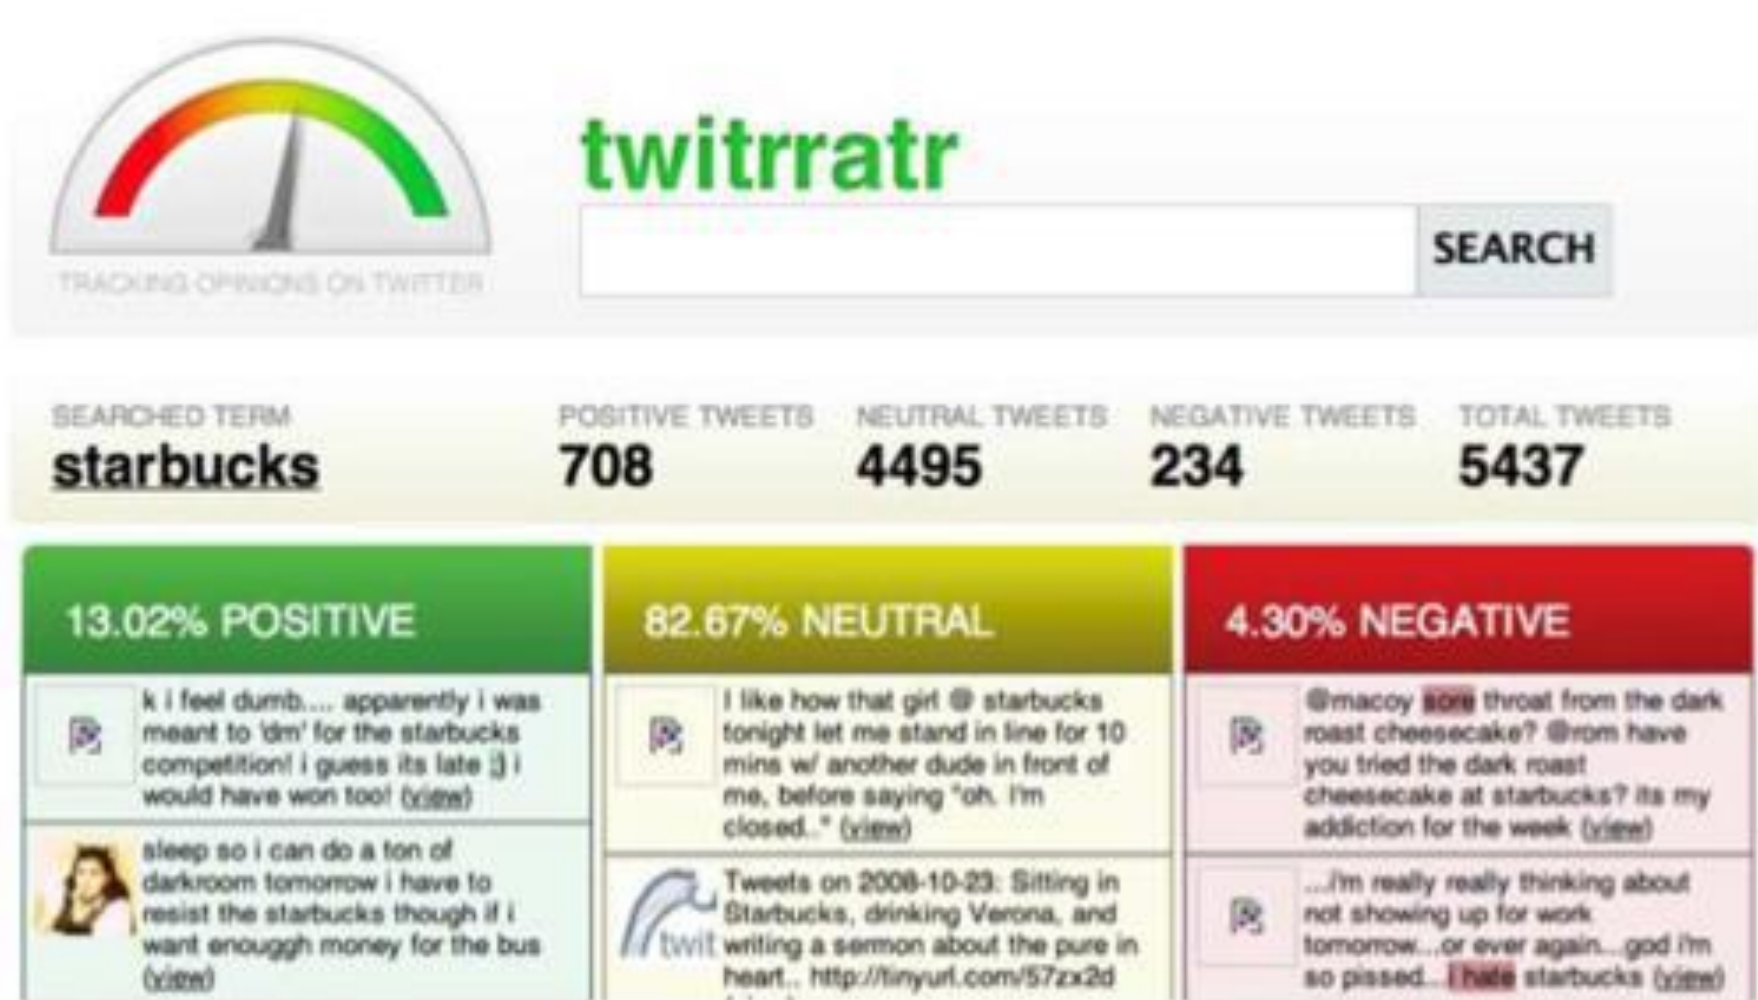 twitrratr
SEARCH
TRACKING OPINIONS ON TWITTER
SEARCHED TERM
starbucks
POSITIVE TWEETS
708
NEUTRAL TWEETS
4495
NEGATIVE TWEETS
234
TOTAL TWEETS
5437
13.02% POSITIVE
k i feel dumb.... apparently i was
meant to 'dm' for the starbucks
competition! i guess its late ;) i
would have won too! (view)
sleep so i can do a ton of
darkroom tomorrow i have to
resist the starbucks though if i
want enouggh money for the bus
(view)
82.67% NEUTRAL
I like how that girl @ starbucks
tonight let me stand in line for 10
mins w/ another dude in front of
me, before saying "oh. I'm
closed.." (view)
twit
Tweets on 2008-10-23: Sitting in
Starbucks, drinking Verona, and
writing a sermon about the pure in
heart.. http://tinyurl.com/57zx2d
4.30% NEGATIVE
@macoy sore throat from the dark
roast cheesecake? @rom have
you tried the dark roast
cheesecake at starbucks? its my
addiction for the week (view)
...i'm really really thinking about
not showing up for work
tomorrow...or ever again...god i'm
so pissed...i hate starbucks (view)